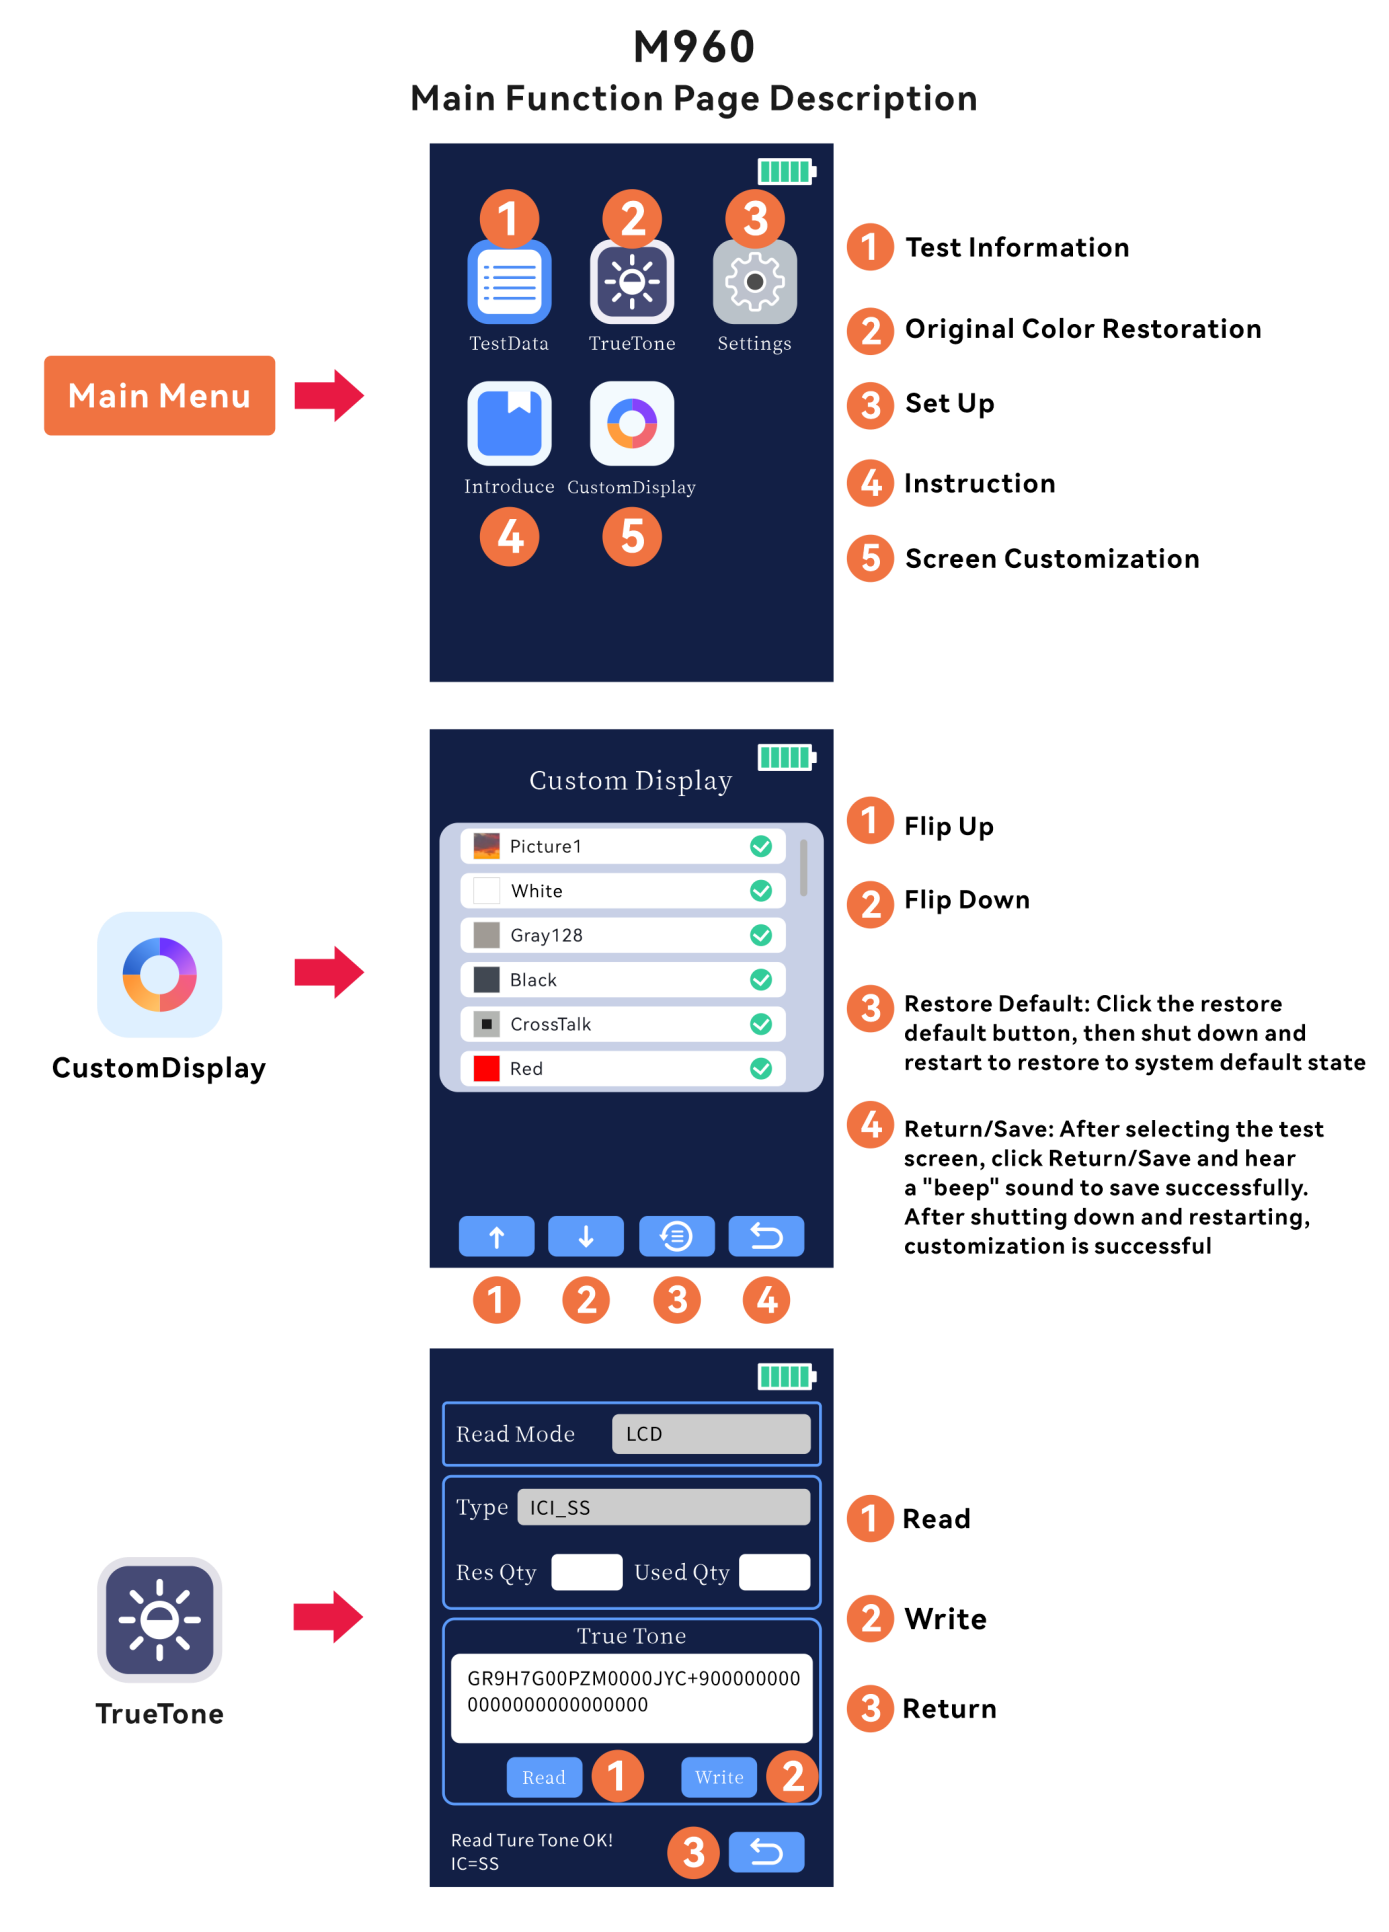 M960
Main Function Page Description
Main Menu
1
2
3
TestData
TrueTone
Settings
Introduce
CustomDisplay
4
5
1 Test Information
2 Original Color Restoration
3 Set Up
4 Instruction
5 Screen Customization
CustomDisplay
Custom Display
Picture1
White
Gray128
Black
CrossTalk
Red
1
2
3
4
1 Flip Up
2 Flip Down
3 Restore Default: Click the restore
default button, then shut down and
restart to restore to system default state
4 Return/Save: After selecting the test
screen, click Return/Save and hear
a "beep" sound to save successfully.
After shutting down and restarting,
customization is successful
TrueTone
Read Mode LCD
Type ICI_SS
Res Qty Used Qty
True Tone
GR9H7G00PZM0000JYC+900000000
0000000000000000
Read 1 Write 2
Read Ture Tone OK!
IC=SS
3
1 Read
2 Write
3 Return